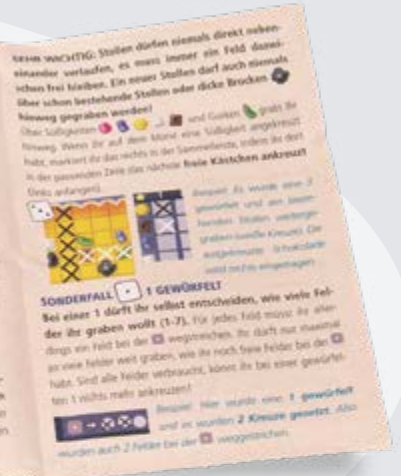 SEHR WICHTIG: Stollen dürfen niemals direkt neben-
einander verlaufen, es muss immer ein Feld dazwi-
schen frei bleiben. Ein neuer Stollen darf auch niemals
über schon bestehende Stollen oder dicke Brocken
hinweg gegraben werden!
Über Süßigkeiten und Gurken grabt ihr
hinweg. Wenn ihr auf dem Mond eine Süßigkeit angekreuzt
habt, markiert ihr das rechts in der Sammelleiste, indem ihr dort
in der passenden Zeile das nächste freie Kästchen ankreuzt
(links anfangen).
Beispiel: Es wurde eine 3
gewürfelt und am beste-
henden Stollen weiterge-
graben (weiße Kreuze). Die
angekreuzte Schokolade
wird rechts eingetragen.
SONDERFALL 1 GEWÜRFELT
Bei einer 1 dürft ihr selbst entscheiden, wie viele Fel-
der ihr graben wollt (1-7). Für jedes Feld müsst ihr aller-
dings ein Feld bei der wegstreichen. Ihr dürft nur maximal
so viele Felder weit graben, wie ihr noch freie Felder bei der
habt. Sind alle Felder verbraucht, könnt ihr bei einer gewürfel-
ten 1 nichts mehr ankreuzen!
Beispiel: Hier wurde eine 1 gewürfelt
und es wurden 2 Kreuze gesetzt. Also
wurden auch 2 Felder bei der weggestrichen.